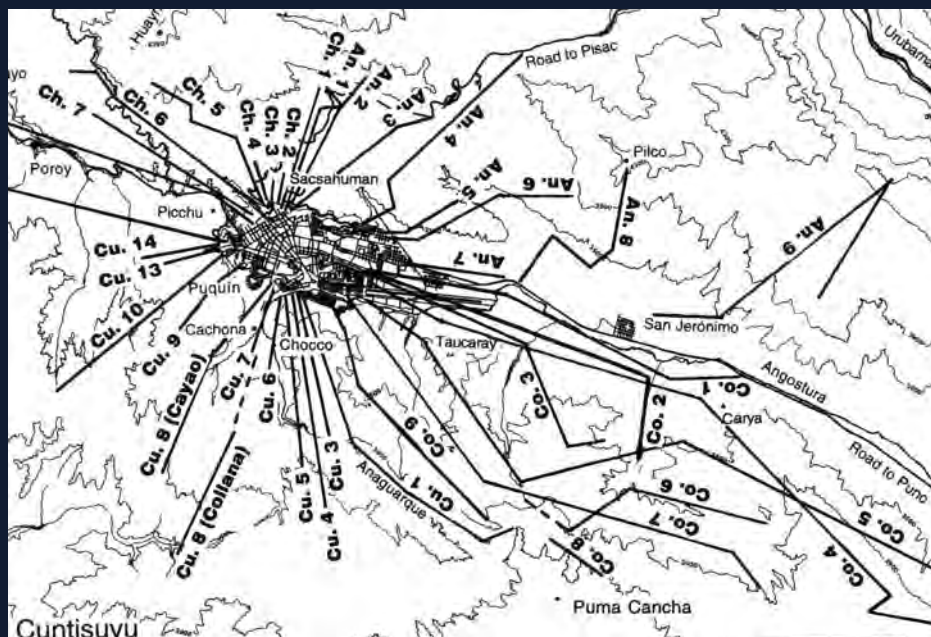 Huayn
Road to Pisac
Urubam
ayo
Ch. 7
Ch. 6
Ch. 5
Ch. 4
Ch. 3
Ch. 2
Ch. 1
An. 1
An. 2
An. 3
An. 4
An. 5
An. 6
Pilco
An. 8
An. 9
An. 7
Sacsahuman
Poroy
Picchu
Cu. 14
Cu. 13
Puquín
Cu. 10
Cachona
Cu. 9
Chocco
Taucaray
San Jerónimo
Angostura
Co. 1
Carya
Road to Puno
Cu. 8 (Cayao)
Cu. 7
Cu. 6
Cu. 8 (Collana)
Cu. 5
Cu. 4
Cu. 3
Anaguarque
Cu. 1
Co. 9
Co. 3
Co. 2
Co. 6
Co. 7
Co. 8
Co. 5
Co. 4
Puma Cancha
Cuntisuyu